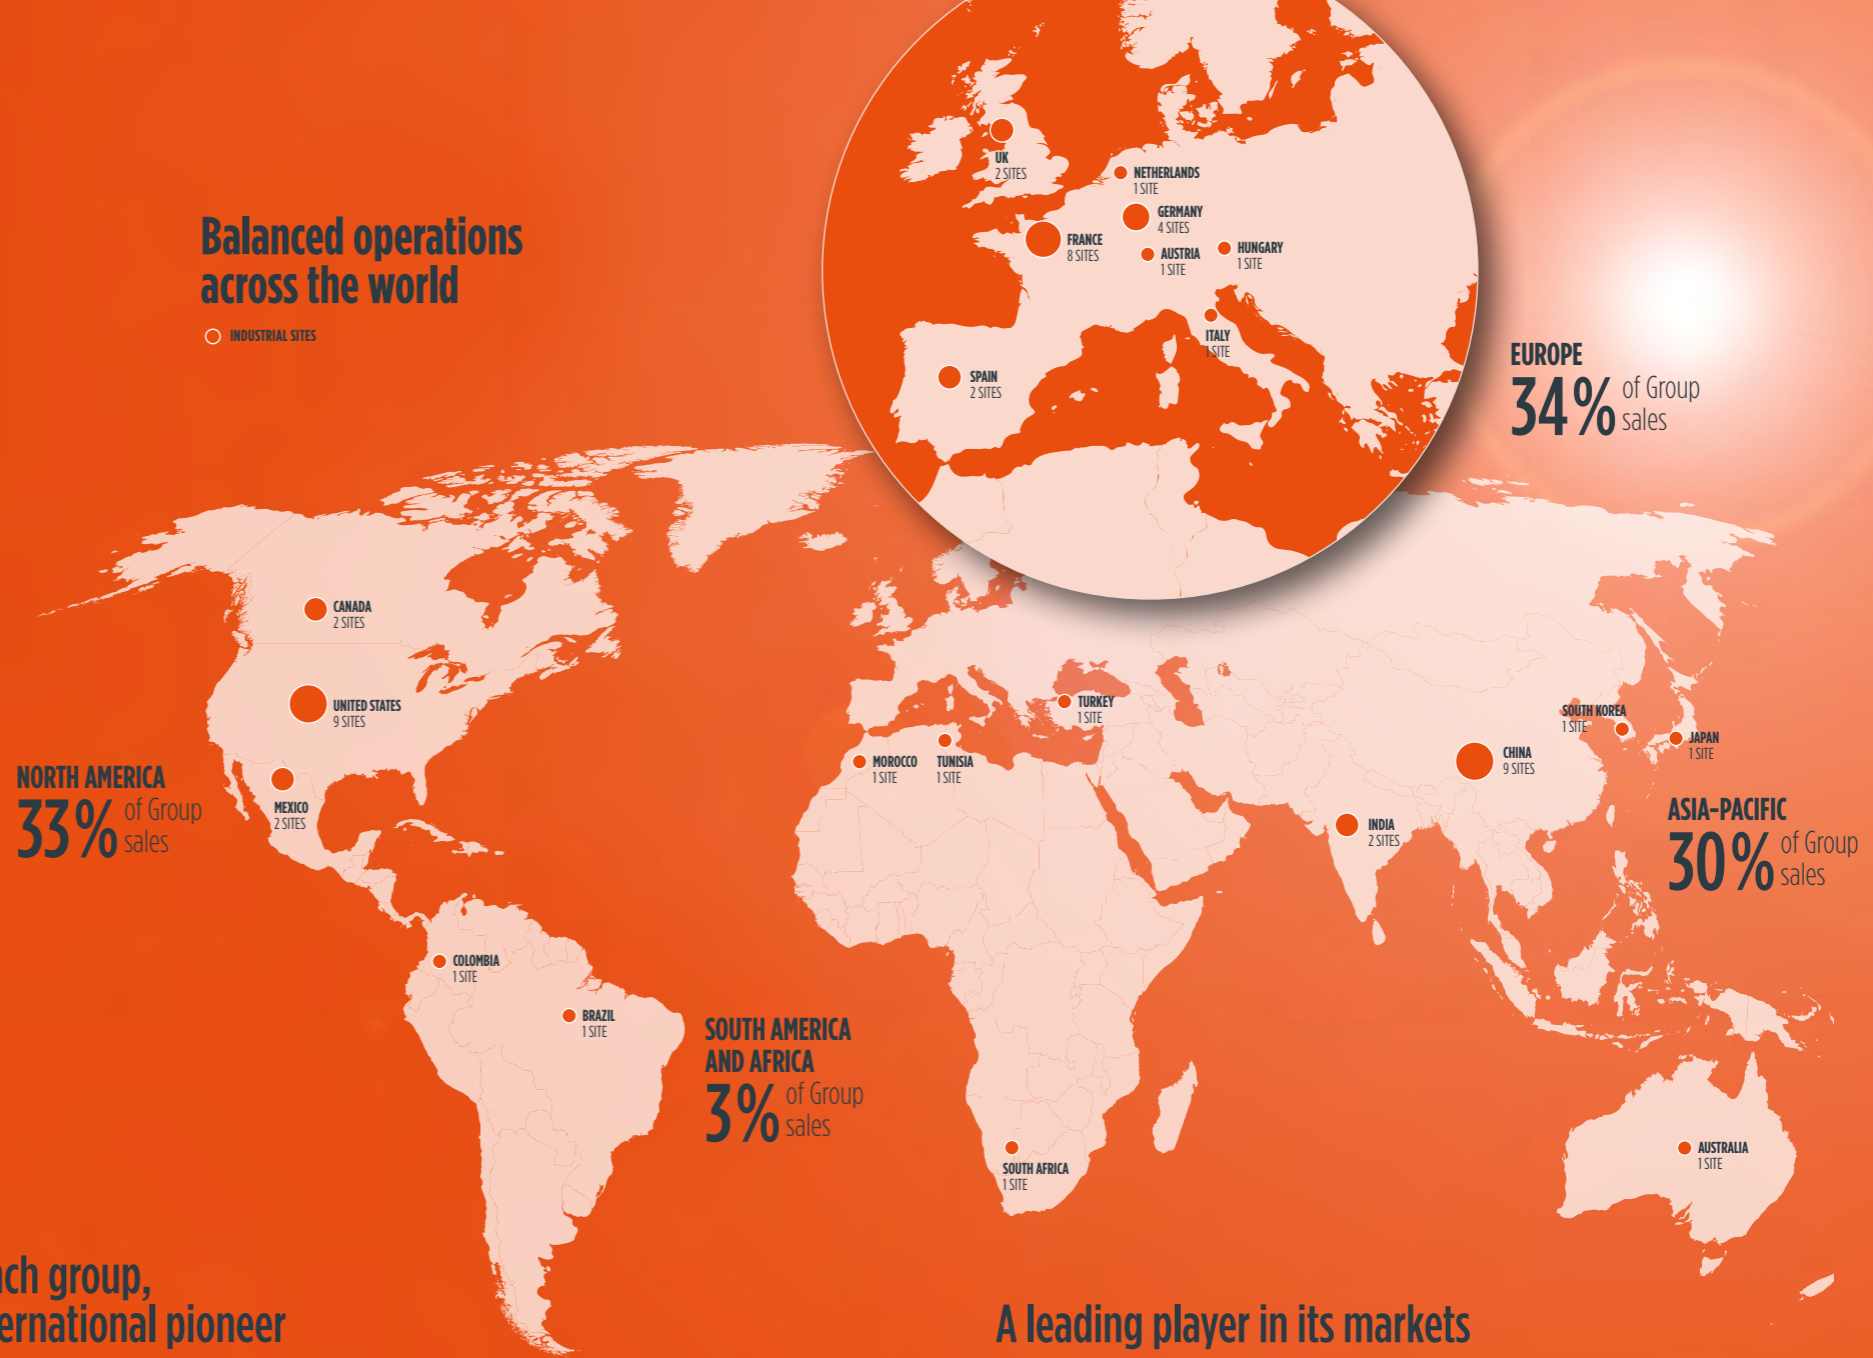 Balanced operations
across the world
INDUSTRIAL SITES
UK
2 SITES
NETHERLANDS
1 SITE
GERMANY
4 SITES
FRANCE
8 SITES
AUSTRIA
1 SITE
HUNGARY
1 SITE
ITALY
1 SITE
SPAIN
2 SITES
EUROPE
34% of Group
sales
CANADA
2 SITES
UNITED STATES
9 SITES
MEXICO
2 SITES
NORTH AMERICA
33% of Group
sales
TURKEY
1 SITE
MOROCCO
1 SITE
TUNISIA
1 SITE
SOUTH KOREA
1 SITE
JAPAN
1 SITE
CHINA
9 SITES
INDIA
2 SITES
ASIA-PACIFIC
30% of Group
sales
COLOMBIA
1 SITE
BRAZIL
1 SITE
SOUTH AMERICA
AND AFRICA
3% of Group
sales
SOUTH AFRICA
1 SITE
AUSTRALIA
1 SITE
group,
pioneer
A leading player in its markets